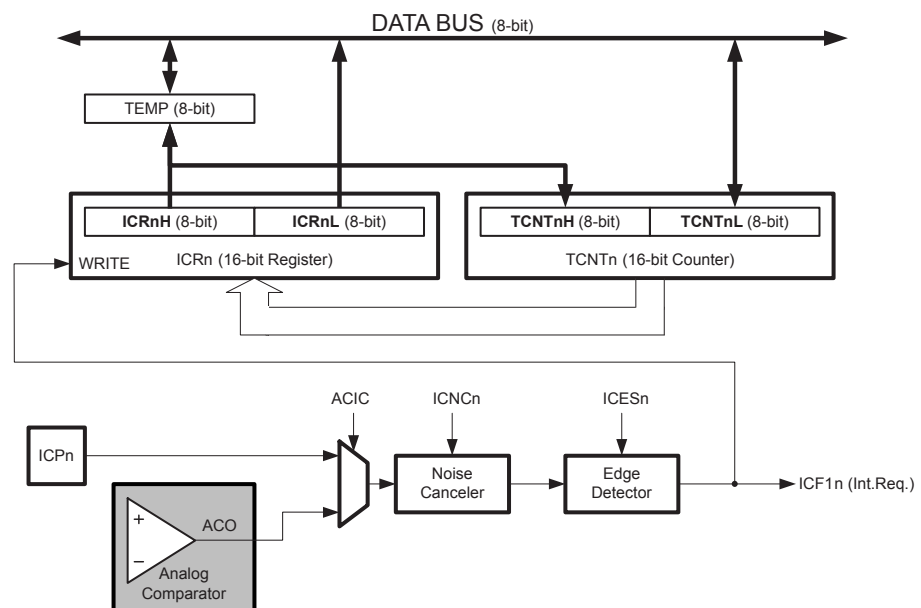 DATA BUS (8-bit)
TEMP (8-bit)
ICRnH (8-bit) ICRnL (8-bit) TCNTnH (8-bit) TCNTnL (8-bit)
WRITE ICRn (16-bit Register) TCNTn (16-bit Counter)
ACIC ICNCn ICESn
ICPn
Noise
Canceler
Edge
Detector
ICF1n (Int.Req.)
+
ACO
−
Analog
Comparator